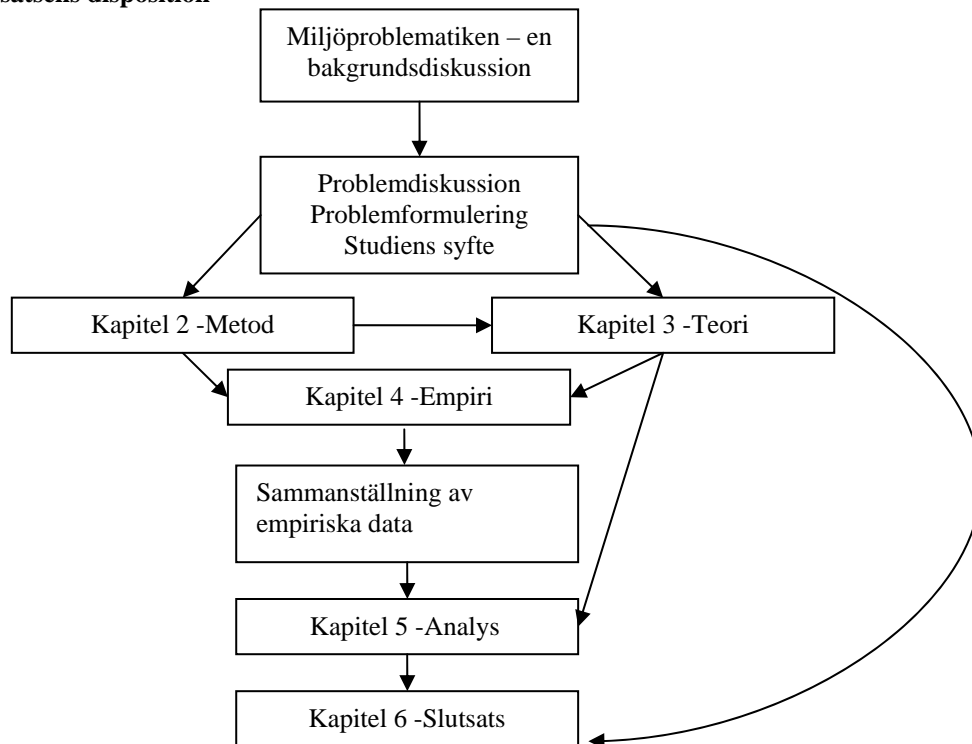 disposition
Miljöproblematiken – en
bakgrundsdiskussion
Problemdiskussion
Problemformulering
Studiens syfte
Kapitel 2 -Metod
Kapitel 3 -Teori
Kapitel 4 -Empiri
Sammanställning av
empiriska data
Kapitel 5 -Analys
Kapitel 6 -Slutsats